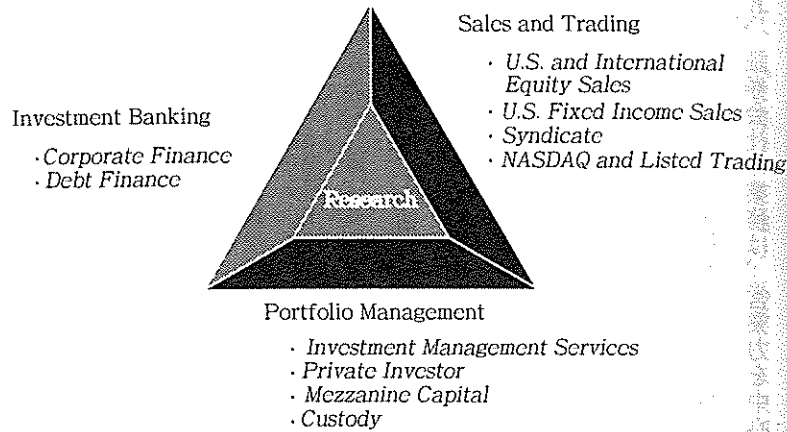 Sales and Trading
· U.S. and International
Equity Sales
· U.S. Fixed Income Sales
· Syndicate
· NASDAQ and Listed Trading
Investment Banking
· Corporate Finance
· Debt Finance
Research
Portfolio Management
· Investment Management Services
· Private Investor
· Mezzanine Capital
· Custody